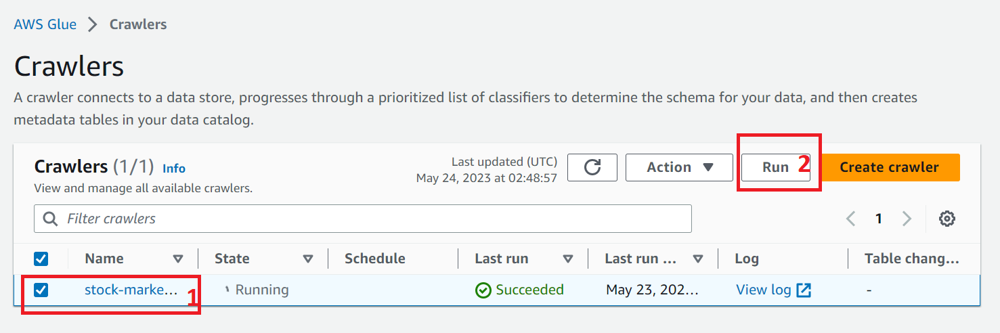 AWS Glue > Crawlers
Crawlers
A crawler connects to a data store, progresses through a prioritized list of classifiers to determine the schema for your data, and then creates
metadata tables in your data catalog.
Crawlers (1/1) Info
View and manage all available crawlers.
Last updated (UTC)
May 24, 2023 at 02:48:57
Action
Run
2
Create crawler
Filter crawlers
1
Name State Schedule Last run Last run ... Log Table chang...
stock-marke... 1 Running Succeeded May 23, 202... View log -